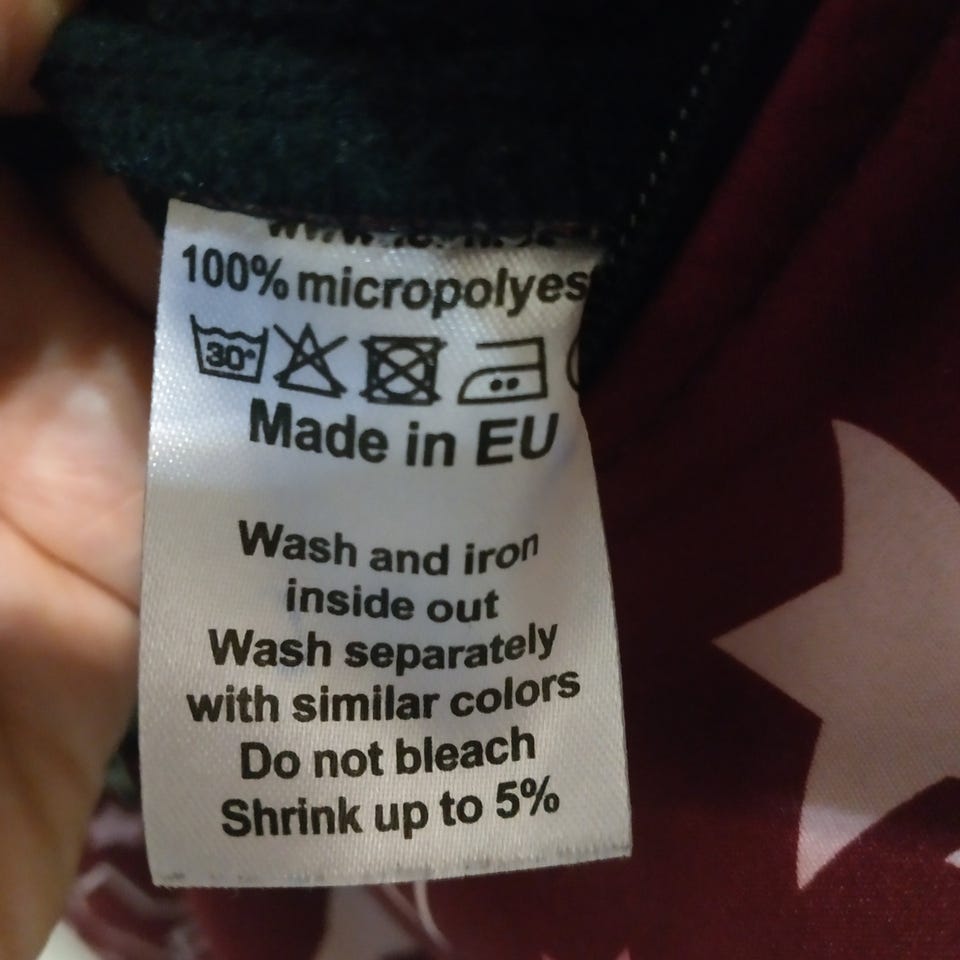 100% micropolyes
30°
Made in EU
Wash and iron
inside out
Wash separately
with similar colors
Do not bleach
Shrink up to 5%